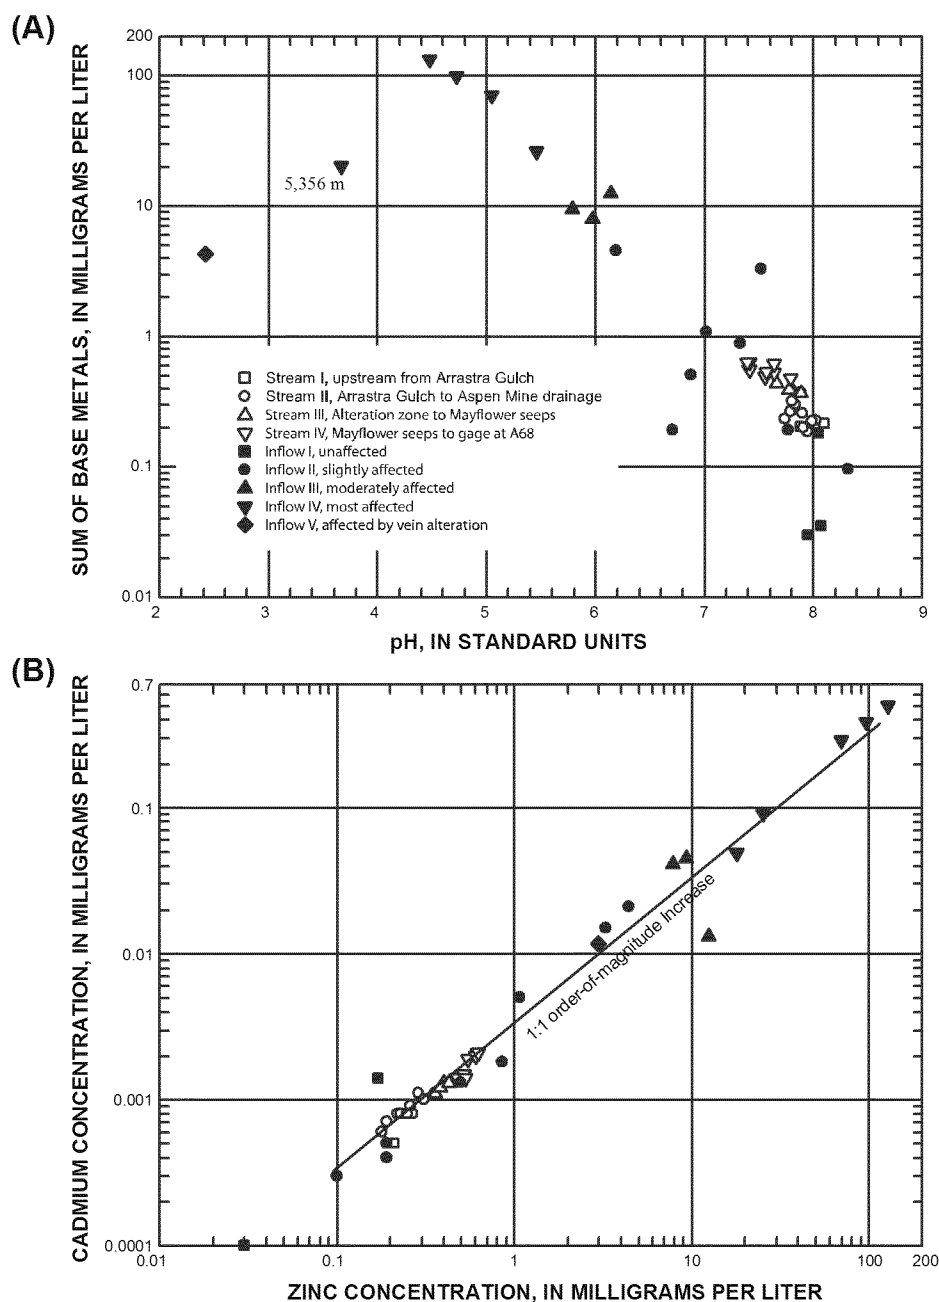 (A)
200
100
10
1
0.1
0.01
SUM OF BASE METALS, IN MILLIGRAMS PER LITER
5,356 m
Stream I, upstream from Arrastra Gulch
Stream II, Arrastra Gulch to Aspen Mine drainage
Stream III, Alteration zone to Mayflower seeps
Stream IV, Mayflower seeps to gage at A68
Inflow I, unaffected
Inflow II, slightly affected
Inflow III, moderately affected
Inflow IV, most affected
Inflow V, affected by vein alteration
2 3 4 5 6 7 8 9
pH, IN STANDARD UNITS
(B)
0.7
0.1
0.01
0.001
0.0001
CADMIUM CONCENTRATION, IN MILLIGRAMS PER LITER
1:1 order-of-magnitude Increase
0.01 0.1 1 10 100 200
ZINC CONCENTRATION, IN MILLIGRAMS PER LITER